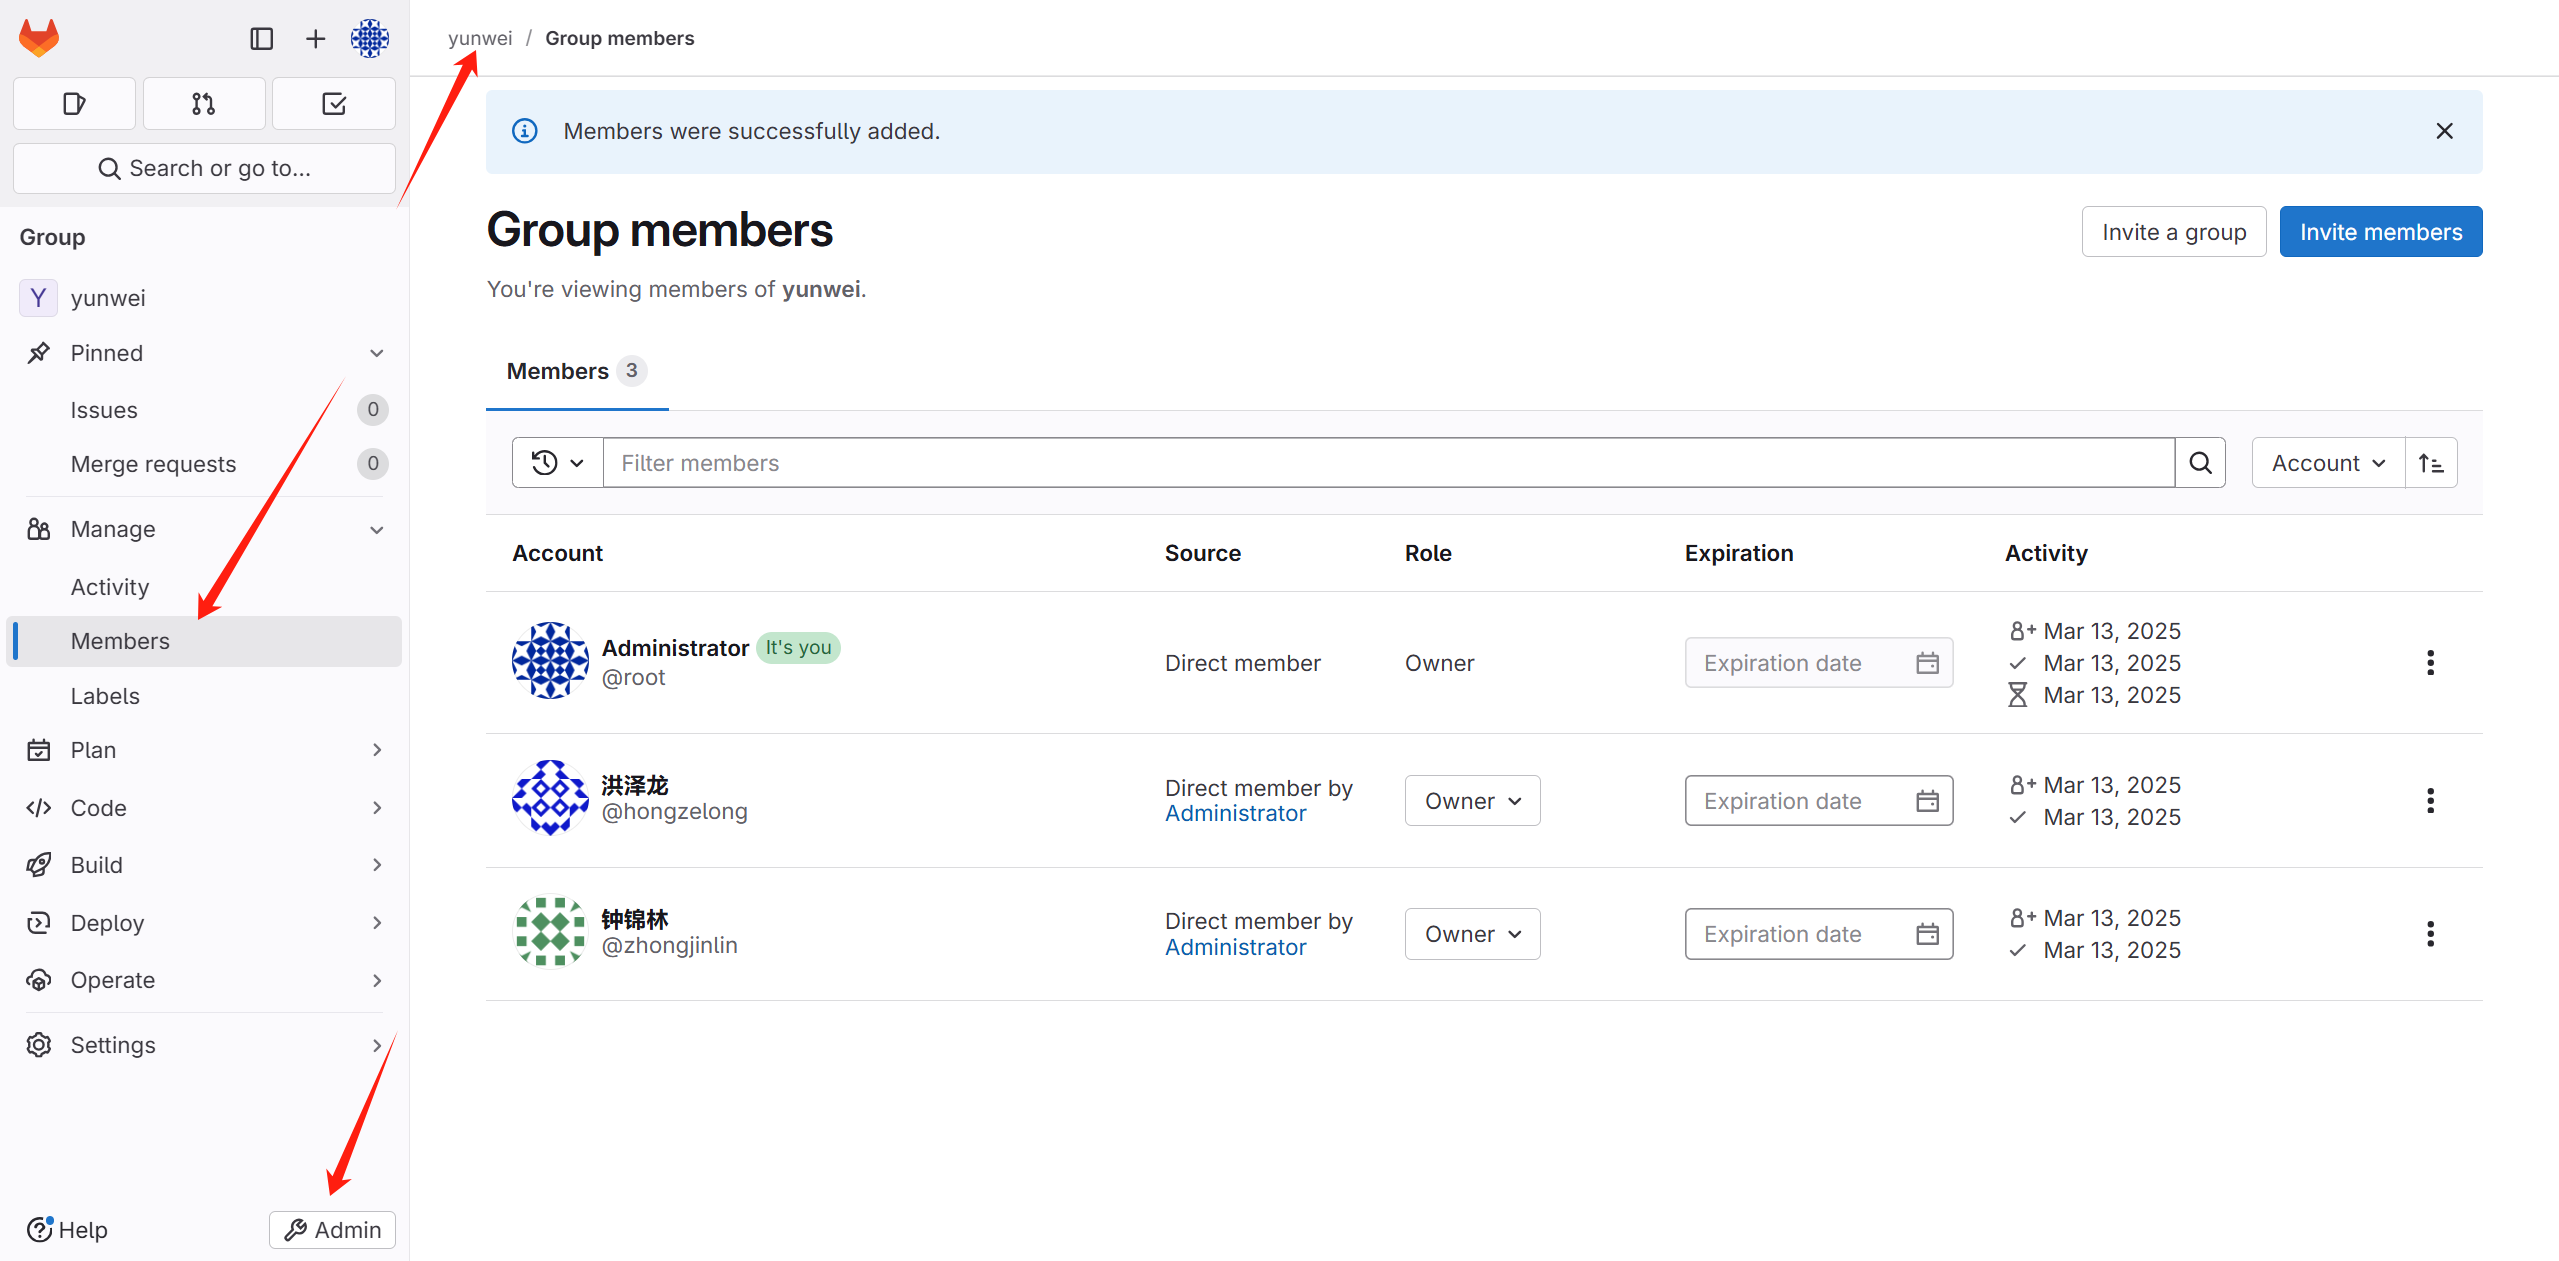 yunwei / Group members
Members were successfully added.
Search or go to...
Group
Y yunwei
Pinned
Issues 0
Merge requests 0
Manage
Activity
Members
Labels
Plan
Code
Build
Deploy
Operate
Settings
Help
Admin
Group members
Invite a group
Invite members
You're viewing members of yunwei.
Members 3
Filter members
Account
Account Source Role Expiration Activity
Administrator It's you
@root
Direct member
Owner
Expiration date
Mar 13, 2025
Mar 13, 2025
Mar 13, 2025
洪泽龙
@hongzelong
Direct member by
Administrator
Owner
Expiration date
Mar 13, 2025
Mar 13, 2025
钟锦林
@zhongjinlin
Direct member by
Administrator
Owner
Expiration date
Mar 13, 2025
Mar 13, 2025